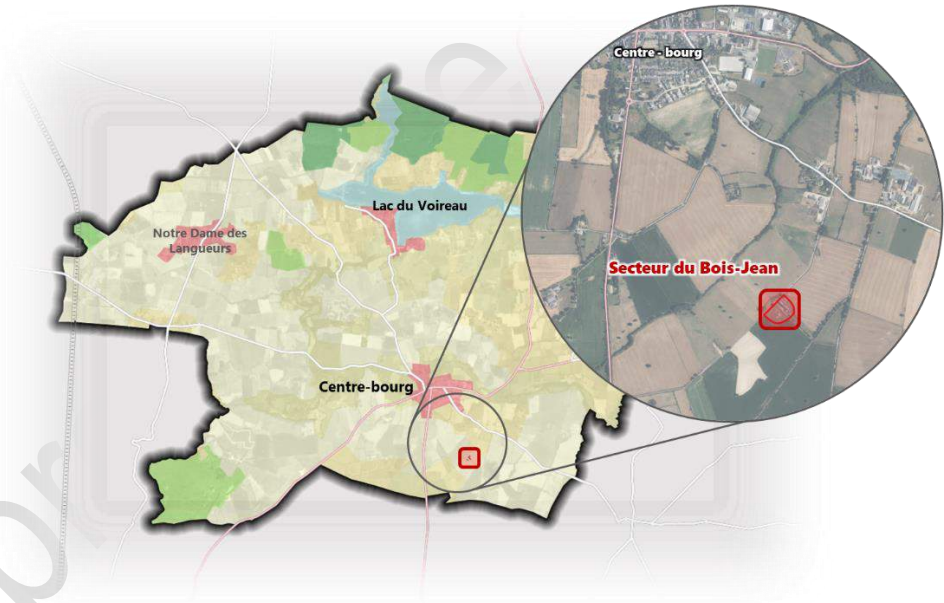 Centre - bourg
Lac du Voireau
Notre Dame des
Langueurs
Secteur du Bois-Jean
Centre-bourg